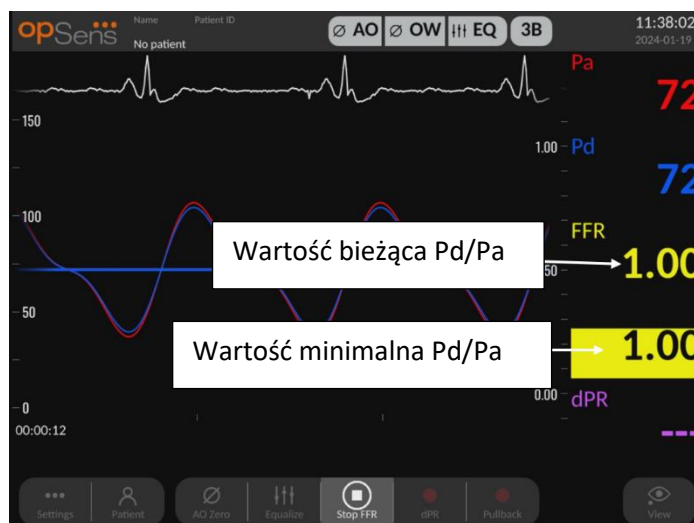 opSens Name Patient ID
No patient
AO OW EQ 3B
11:38:02
2024-01-19
Pa
72
150
1.00
Pd
72
100
FFR
Wartość bieżąca Pd/Pa
50
1.00
50
Wartość minimalna Pd/Pa
1.00
0
0.00
dPR
---
00:00:12
Settings Patient AO Zero Equalize Stop FFR dPR Pullback View